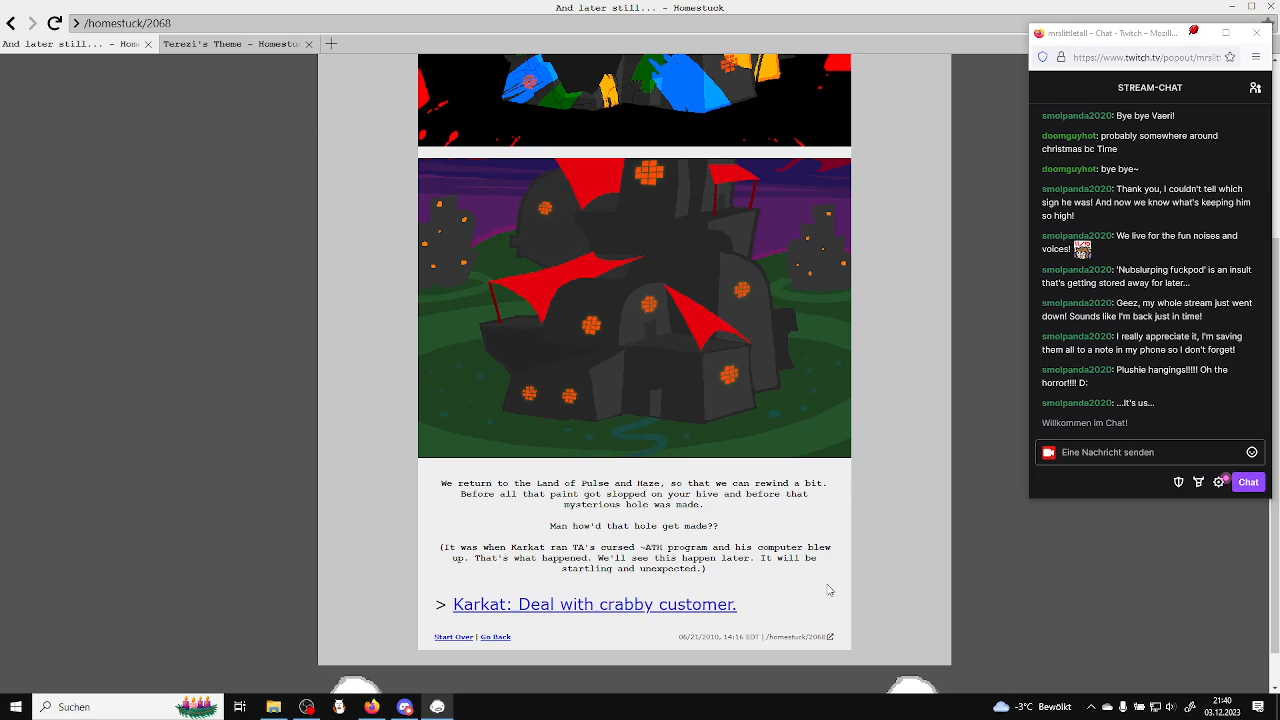 And later still... - Homestuck
> /homestuck/2068
And later still... - Home
Terezi's Theme - Homestu
We return to the Land of Pulse and Haze, so that we can rewind a bit.
Before all that paint got slopped on your hive and before that
mysterious hole was made.
Man how'd that hole get made??
(It was when Karkat ran TA's cursed ~ATH program and his computer blew
up. That's what happened. We'll see this happen later. It will be
startling and unexpected.)
> Karkat: Deal with crabby customer.
Start Over | Go Back
06/21/2010, 14:16 EDT | /homestuck/2068
mrslittletall – Chat – Twitch – Mozill...
https://www.twitch.tv/popout/mrslitt
STREAM-CHAT
smolpanda2020: Bye bye Vaeri!
doomguyhot: probably somewhere around
christmas bc Time
doomguyhot: bye bye~
smolpanda2020: Thank you, I couldn't tell which
sign he was! And now we know what's keeping him
so high!
smolpanda2020: We live for the fun noises and
voices!
smolpanda2020: 'Nubslurping fuckpod' is an insult
that's getting stored away for later...
smolpanda2020: Geez, my whole stream just went
down! Sounds like I'm back just in time!
smolpanda2020: I really appreciate it, I'm saving
them all to a note in my phone so I don't forget!
smolpanda2020: Plushie hangings!!!!! Oh the
horror!!!! D:
smolpanda2020: ...It's us...
Willkommen im Chat!
Eine Nachricht senden
Chat
Suchen
-3°C Bewölkt
21:40
03.12.2023